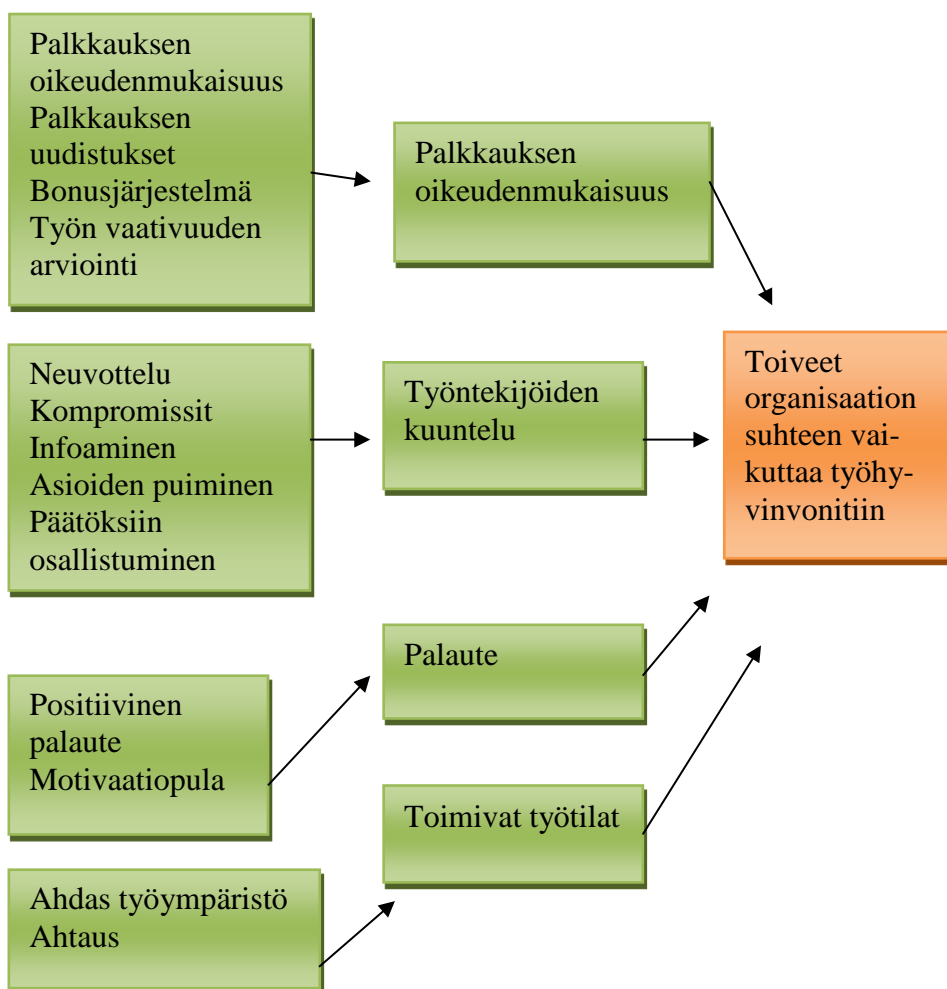 Palkkauksen
oikeudenmukaisuus
Palkkauksen
uudistukset
Bonusjärjestelmä
Työn vaativuuden
arviointi
Palkkauksen
oikeudenmukaisuus
Neuvottelu
Kompromissit
Infoaminen
Asioiden puiminen
Päätöksiin
osallistuminen
Työntekijöiden
kuuntelu
Toiveet
organisaation
suhteen vai-
kuttaa työhy-
vinvonitiin
Positiivinen
palaute
Motivaatiopula
Palaute
Ahdas työympäristö
Ahtaus
Toimivat työtilat